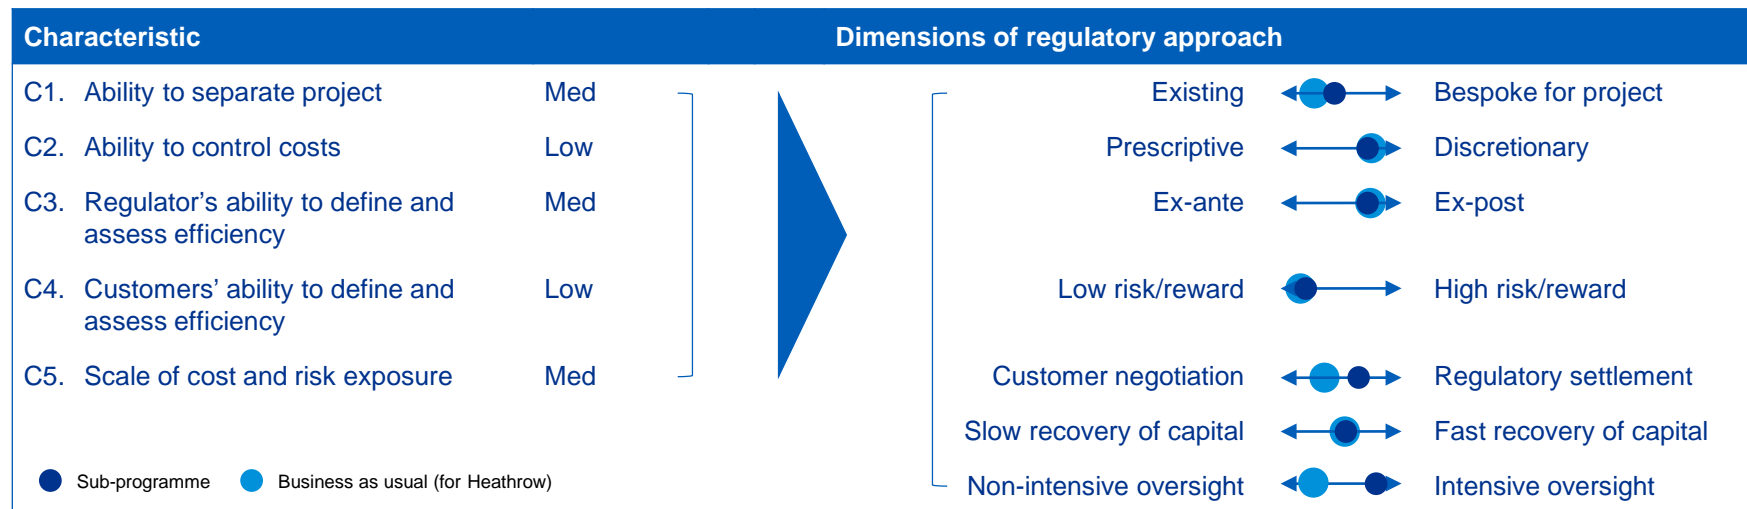 Characteristic
Dimensions of regulatory approach
C1. Ability to separate project Med
C2. Ability to control costs Low
C3. Regulator’s ability to define and Med
assess efficiency
C4. Customers’ ability to define and Low
assess efficiency
C5. Scale of cost and risk exposure Med
Sub-programme
Business as usual (for Heathrow)
Existing Bespoke for project
Prescriptive Discretionary
Ex-ante Ex-post
Low risk/reward High risk/reward
Customer negotiation Regulatory settlement
Slow recovery of capital Fast recovery of capital
Non-intensive oversight Intensive oversight